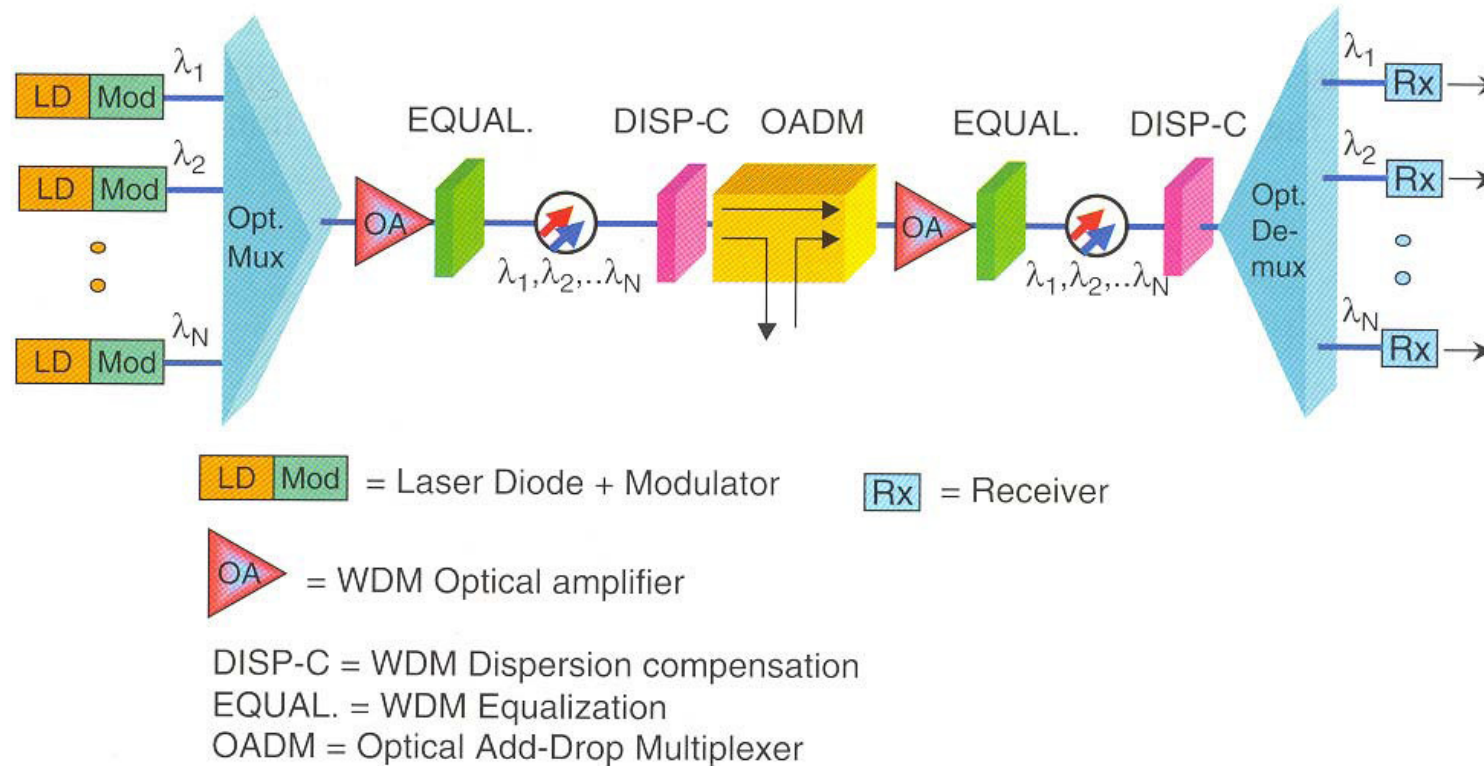 λ1
LD Mod
λ2
LD Mod
λN
LD Mod
Opt.
Mux
OA
EQUAL.
λ1,λ2,..λN
DISP-C
OADM
OA
EQUAL.
λ1,λ2,..λN
DISP-C
Opt.
De-
mux
λ1
Rx
λ2
Rx
λN
Rx
LD Mod = Laser Diode + Modulator
Rx = Receiver
OA = WDM Optical amplifier
DISP-C = WDM Dispersion compensation
EQUAL. = WDM Equalization
OADM = Optical Add-Drop Multiplexer